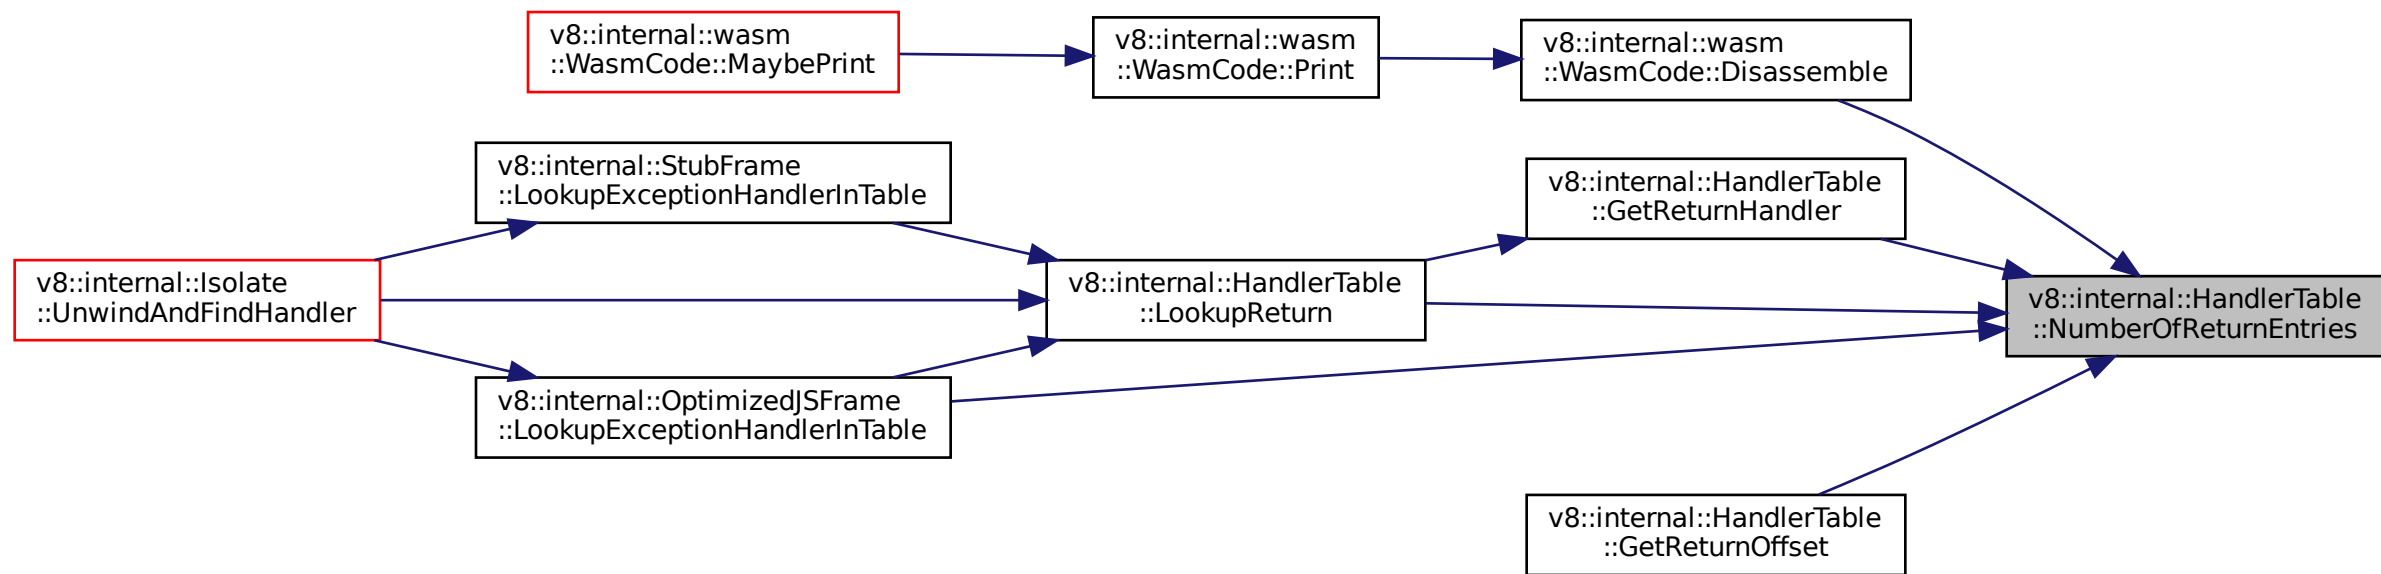 v8::internal::wasm
::WasmCode::MaybePrint
v8::internal::wasm
::WasmCode::Print
v8::internal::wasm
::WasmCode::Disassemble
v8::internal::StubFrame
::LookupExceptionHandlerInTable
v8::internal::HandlerTable
::GetReturnHandler
v8::internal::Isolate
::UnwindAndFindHandler
v8::internal::HandlerTable
::LookupReturn
v8::internal::HandlerTable
::NumberOfReturnEntries
v8::internal::OptimizedJSFrame
::LookupExceptionHandlerInTable
v8::internal::HandlerTable
::GetReturnOffset